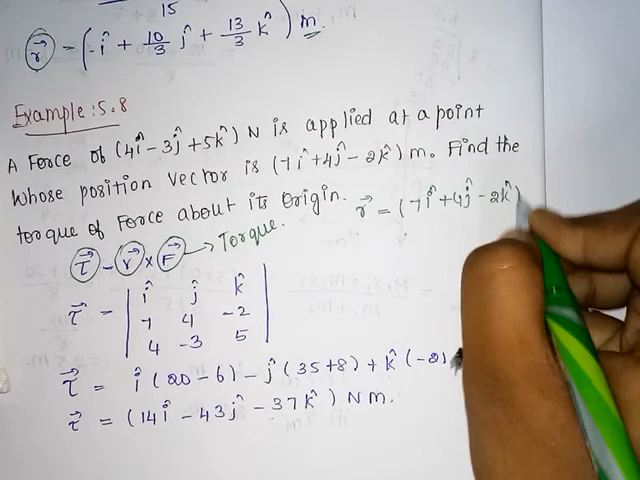 15
r⃗ = (-î + 10/3 ĵ + 13/3 k̂) m.
Example: 5.8
A Force of (4î - 3ĵ + 5k̂) N is applied at a point
whose position vector is (7î + 4ĵ - 2k̂) m. Find the
torque of Force about its Origin. r⃗ = (7î + 4ĵ - 2k̂)
τ⃗ = r⃗ × F⃗ → Torque.
î ĵ k̂
τ⃗ = 7 4 -2
4 -3 5
τ⃗ = î (20 - 6) - ĵ (35 + 8) + k̂ (-21
τ⃗ = (14î - 43ĵ - 37k̂) N m.